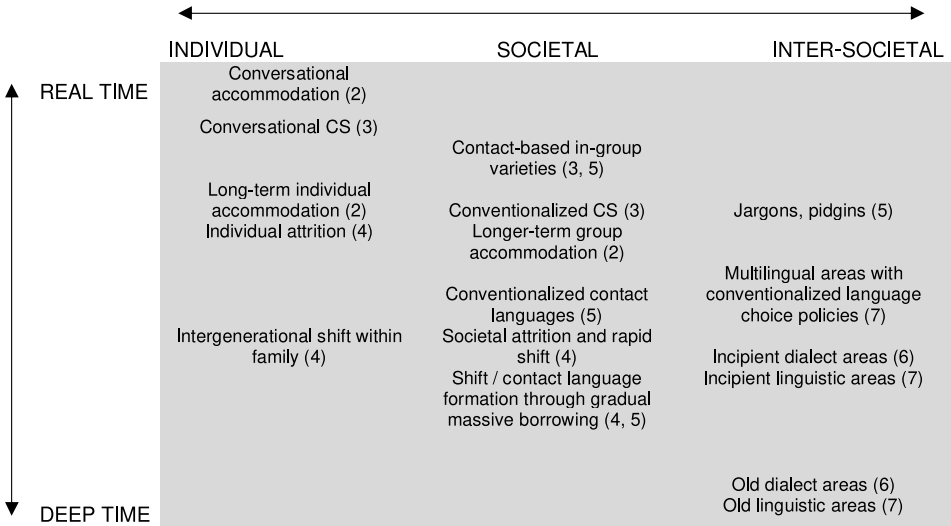 INDIVIDUAL SOCIETAL INTER-SOCIETAL
REAL TIME
Conversational
accommodation (2)
Conversational CS (3)
Long-term individual
accommodation (2)
Individual attrition (4)
Intergenerational shift within
family (4)
Contact-based in-group
varieties (3, 5)
Conventionalized CS (3)
Longer-term group
accommodation (2)
Conventionalized contact
languages (5)
Societal attrition and rapid
shift (4)
Shift / contact language
formation through gradual
massive borrowing (4, 5)
Jargons, pidgins (5)
Multilingual areas with
conventionalized language
choice policies (7)
Incipient dialect areas (6)
Incipient linguistic areas (7)
Old dialect areas (6)
Old linguistic areas (7)
DEEP TIME